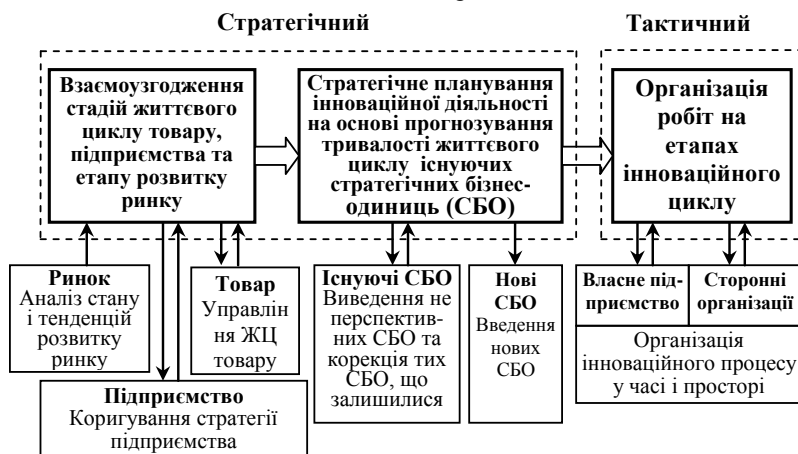 Стратегічний
Тактичний
Взаємоузгодження
стадій життєвого
циклу товару,
підприємства та
етапу розвитку
ринку
Стратегічне планування
інноваційної діяльності
на основі прогнозування
тривалості життєвого
циклу існуючих
стратегічних бізнес-
одиниць (СБО)
Організація
робіт на
етапах
інноваційного
циклу
Ринок
Аналіз стану
і тенденцій
розвитку
ринку
Товар
Управлін
ня ЖЦ
товару
Підприємство
Коригування стратегії
підприємства
Існуючі СБО
Виведення не
перспектив-
них СБО та
корекція тих
СБО, що
залишилися
Нові
СБО
Введення
нових
СБО
Власне під-
приємство
Сторонні
організації
Організація
інноваційного процесу
у часі і просторі